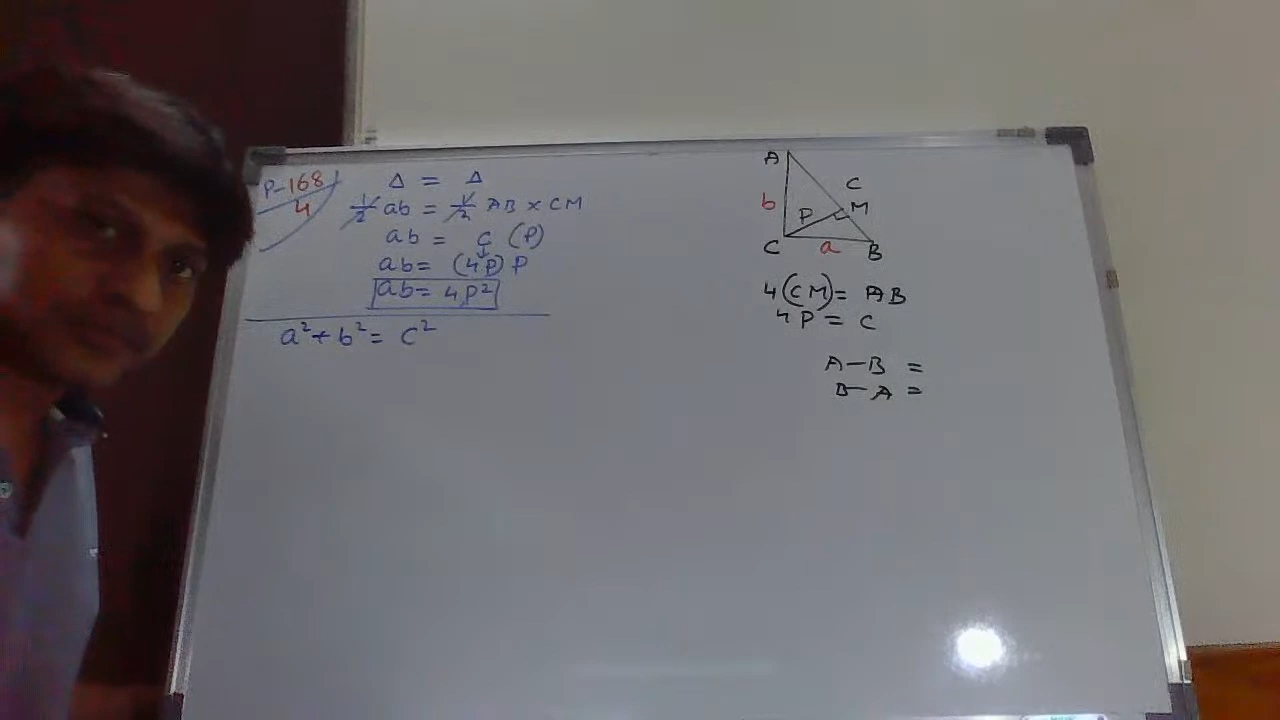 P-168/4
Δ = Δ
1/2 ab = 1/2 AB × CM
ab = c (P)
ab = (4P) P
ab = 4P²
a² + b² = c²
A
C
b
P
M
C
a
B
4(CM) = AB
4P = C
A-B =
B-A =